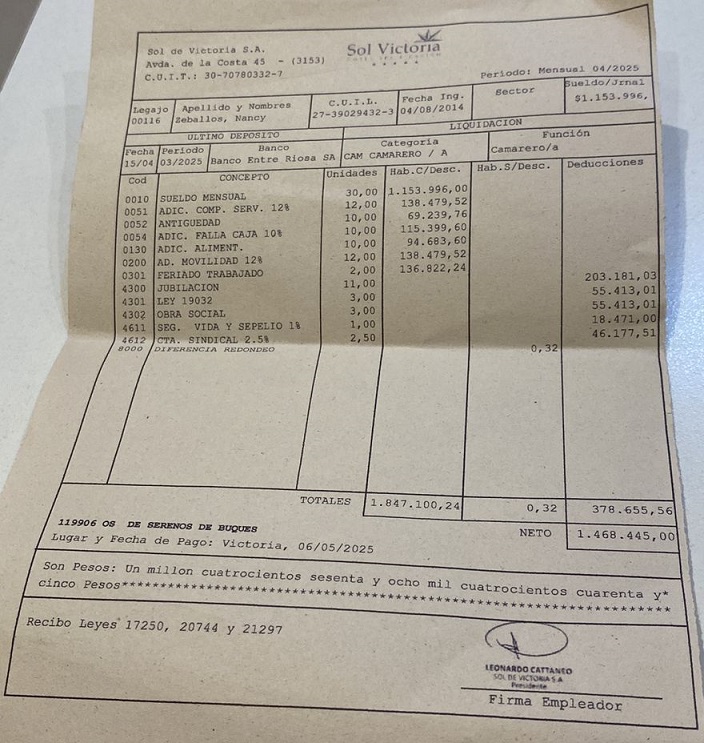 Sol de Victoria S.A.
Avda. de la Costa 45 - (3153)
C.U.I.T.: 30-70780332-7
Sol Victoria
Periodo: Mensual 04/2025
Legajo Apellido y Nombres C.U.I.L. Fecha Ing. Sector Sueldo/Jrnal
00116 Zeballos, Nancy 27-39029432-3 04/08/2014 $1.153.996,
ULTIMO DEPOSITO LIQUIDACION
Fecha Periodo Banco Categoria Función
15/04 03/2025 Banco Entre Riosa SA CAM CAMARERO / A Camarero/a
Cod CONCEPTO Unidades Hab.C/Desc. Hab.S/Desc. Deducciones
0010 SUELDO MENSUAL 30,00 1.153.996,00
0051 ADIC. COMP. SERV. 12% 12,00 138.479,52
0052 ANTIGUEDAD 10,00 69.239,76
0054 ADIC. FALLA CAJA 10% 10,00 115.399,60
0130 ADIC. ALIMENT. 10,00 94.683,60
0200 AD. MOVILIDAD 12% 12,00 138.479,52
0301 FERIADO TRABAJADO 2,00 136.822,24
4300 JUBILACION 11,00 203.181,03
4301 LEY 19032 3,00 55.413,01
4302 OBRA SOCIAL 3,00 55.413,01
4611 SEG. VIDA Y SEPELIO 1% 1,00 18.471,00
4612 CTA. SINDICAL 2.5% 2,50 46.177,51
8000 DIFERENCIA REDONDEO 0,32
TOTALES 1.847.100,24 0,32 378.655,56
119906 OS DE SERENOS DE BUQUES
NETO 1.468.445,00
Lugar y Fecha de Pago: Victoria, 06/05/2025
Son Pesos: Un millon cuatrocientos sesenta y ocho mil cuatrocientos cuarenta y*
cinco Pesos**********************************************************************
Recibo Leyes 17250, 20744 y 21297
LEONARDO CATTANEO
SOL DE VICTORIA S.A
Presidente
Firma Empleador